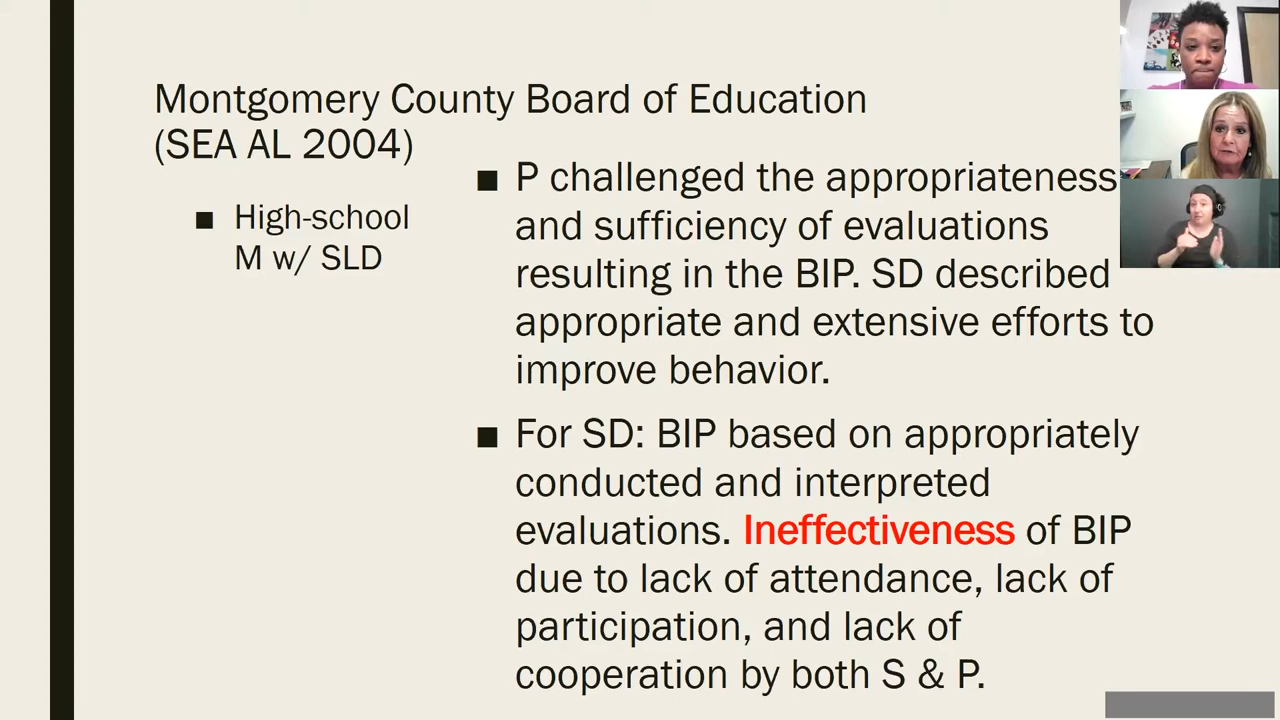 Montgomery County Board of Education
(SEA AL 2004)
■ High-school
M w/ SLD
■ P challenged the appropriateness
and sufficiency of evaluations
resulting in the BIP. SD described
appropriate and extensive efforts to
improve behavior.
■ For SD: BIP based on appropriately
conducted and interpreted
evaluations. Ineffectiveness of BIP
due to lack of attendance, lack of
participation, and lack of
cooperation by both S & P.